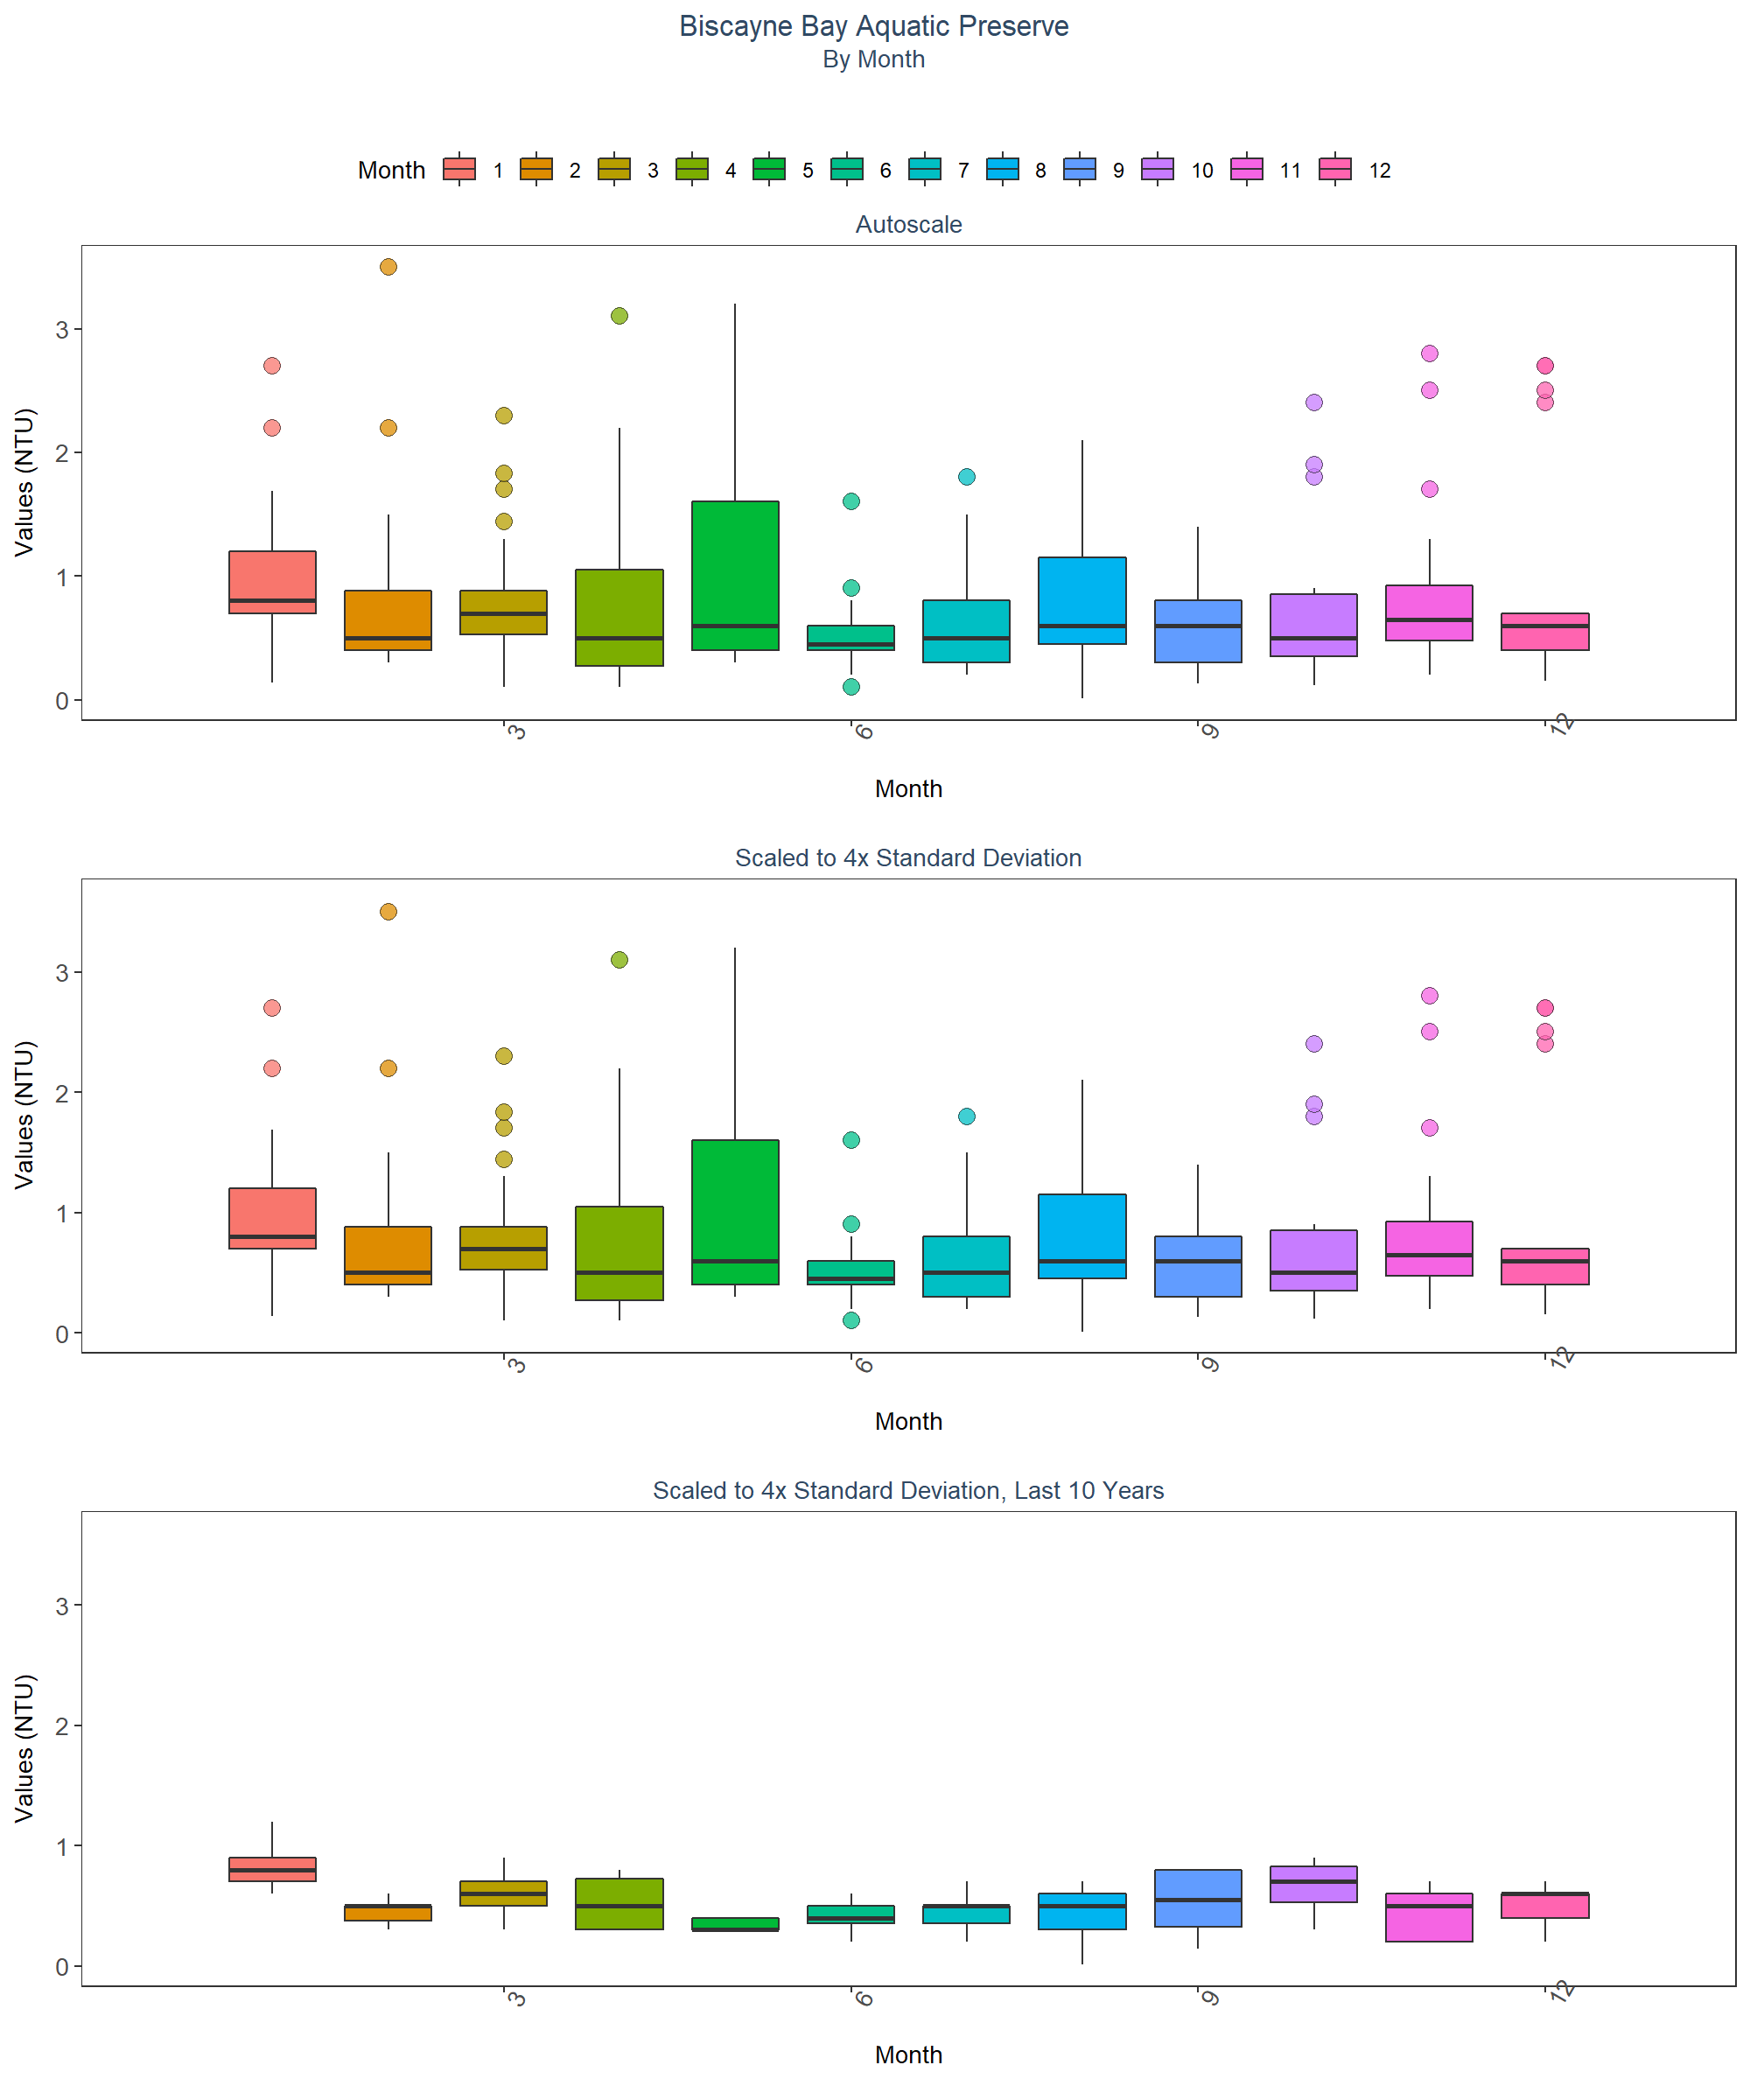 Biscayne Bay Aquatic Preserve
By Month
Month 1 2 3 4 5 6 7 8 9 10 11 12
Autoscale
Values (NTU)
3
2
1
0
3 6 9 12
Month
Scaled to 4x Standard Deviation
Values (NTU)
3
2
1
0
3 6 9 12
Month
Scaled to 4x Standard Deviation, Last 10 Years
Values (NTU)
3
2
1
0
3 6 9 12
Month